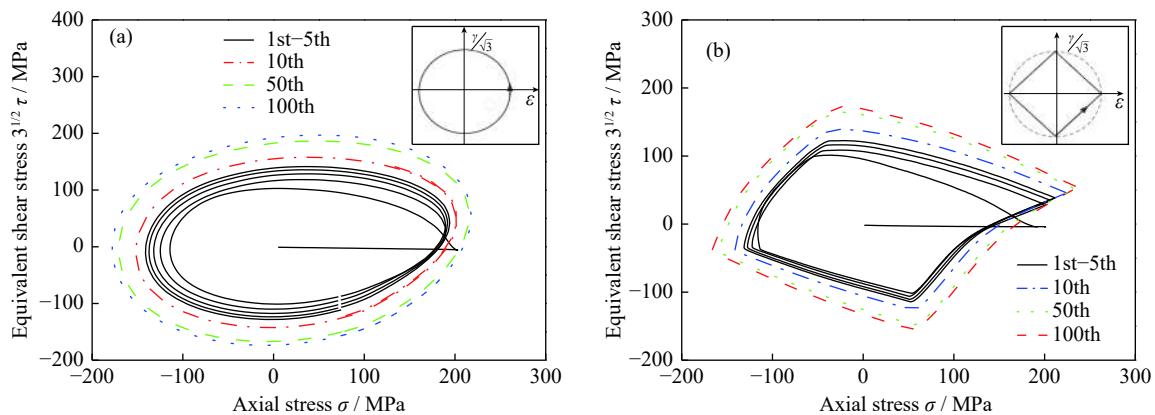 400
300
200
100
0
−100
−200
−200
−100
0
100
200
300
Equivalent shear stress 3^1/2 τ / MPa
Axial stress σ / MPa
(a)
1st−5th
10th
50th
100th
γ/√3
ε
400
300
200
100
0
−100
−200
−200
−100
0
100
200
300
Equivalent shear stress 3^1/2 τ / MPa
Axial stress σ / MPa
(b)
γ/√3
ε
1st−5th
10th
50th
100th